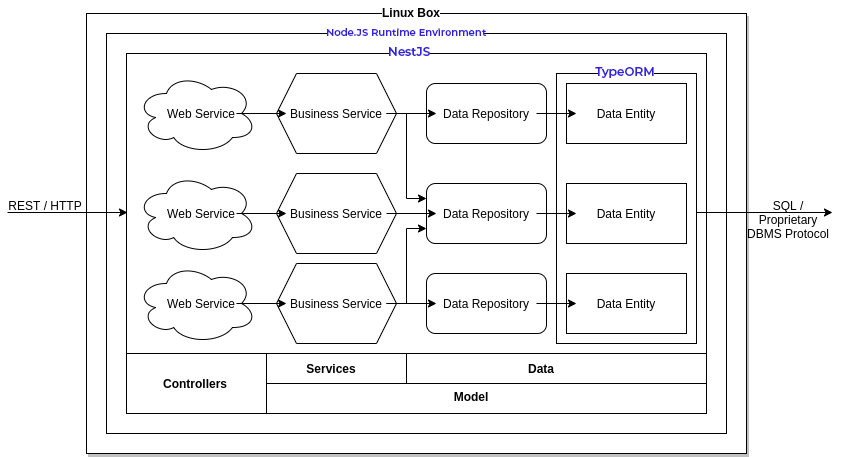 Linux Box
Node.JS Runtime Environment
NestJS
TypeORM
Web Service
Business Service
Data Repository
Data Entity
REST / HTTP
Web Service
Business Service
Data Repository
Data Entity
SQL /
Proprietary
DBMS Protocol
Web Service
Business Service
Data Repository
Data Entity
Controllers
Services
Data
Model